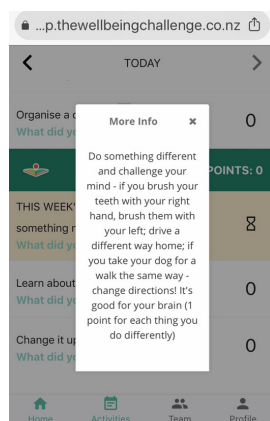 ...p.thewellbeingchallenge.co.nz
TODAY
Organise a
What did yo
0
More Info ×
Do something different
and challenge your
mind - if you brush your
teeth with your right
hand, brush them with
your left; drive a
different way home; if
you take your dog for a
walk the same way -
change directions! It's
good for your brain (1
point for each thing you
do differently)
POINTS: 0
THIS WEEK'
something n
What did yo
Learn about
What did yo
0
Change it up
What did yo
0
Home Activities Team Profile